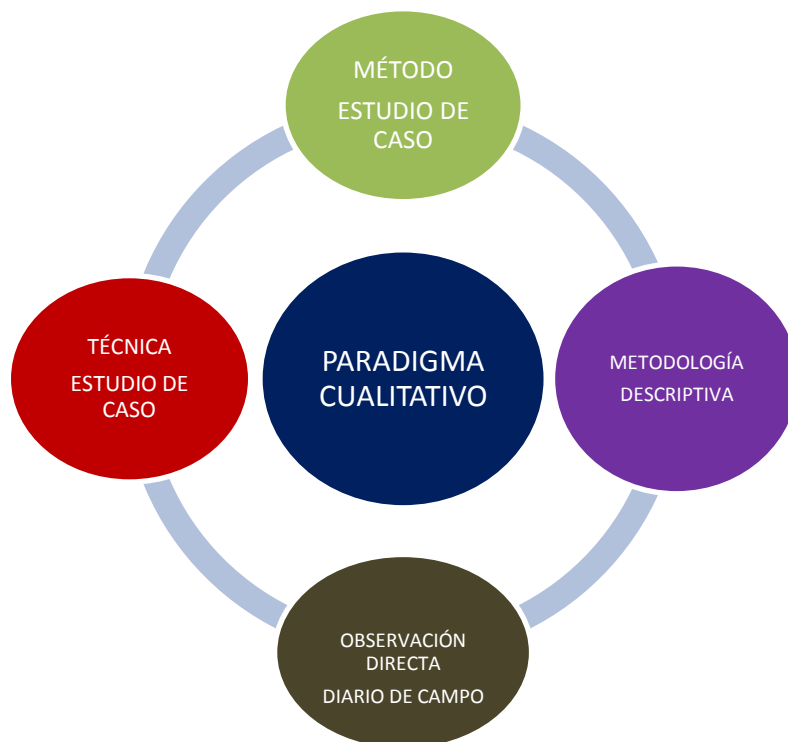 MÉTODO
ESTUDIO DE
CASO
TÉCNICA
ESTUDIO DE
CASO
PARADIGMA
CUALITATIVO
METODOLOGÍA
DESCRIPTIVA
OBSERVACIÓN
DIRECTA
DIARIO DE CAMPO